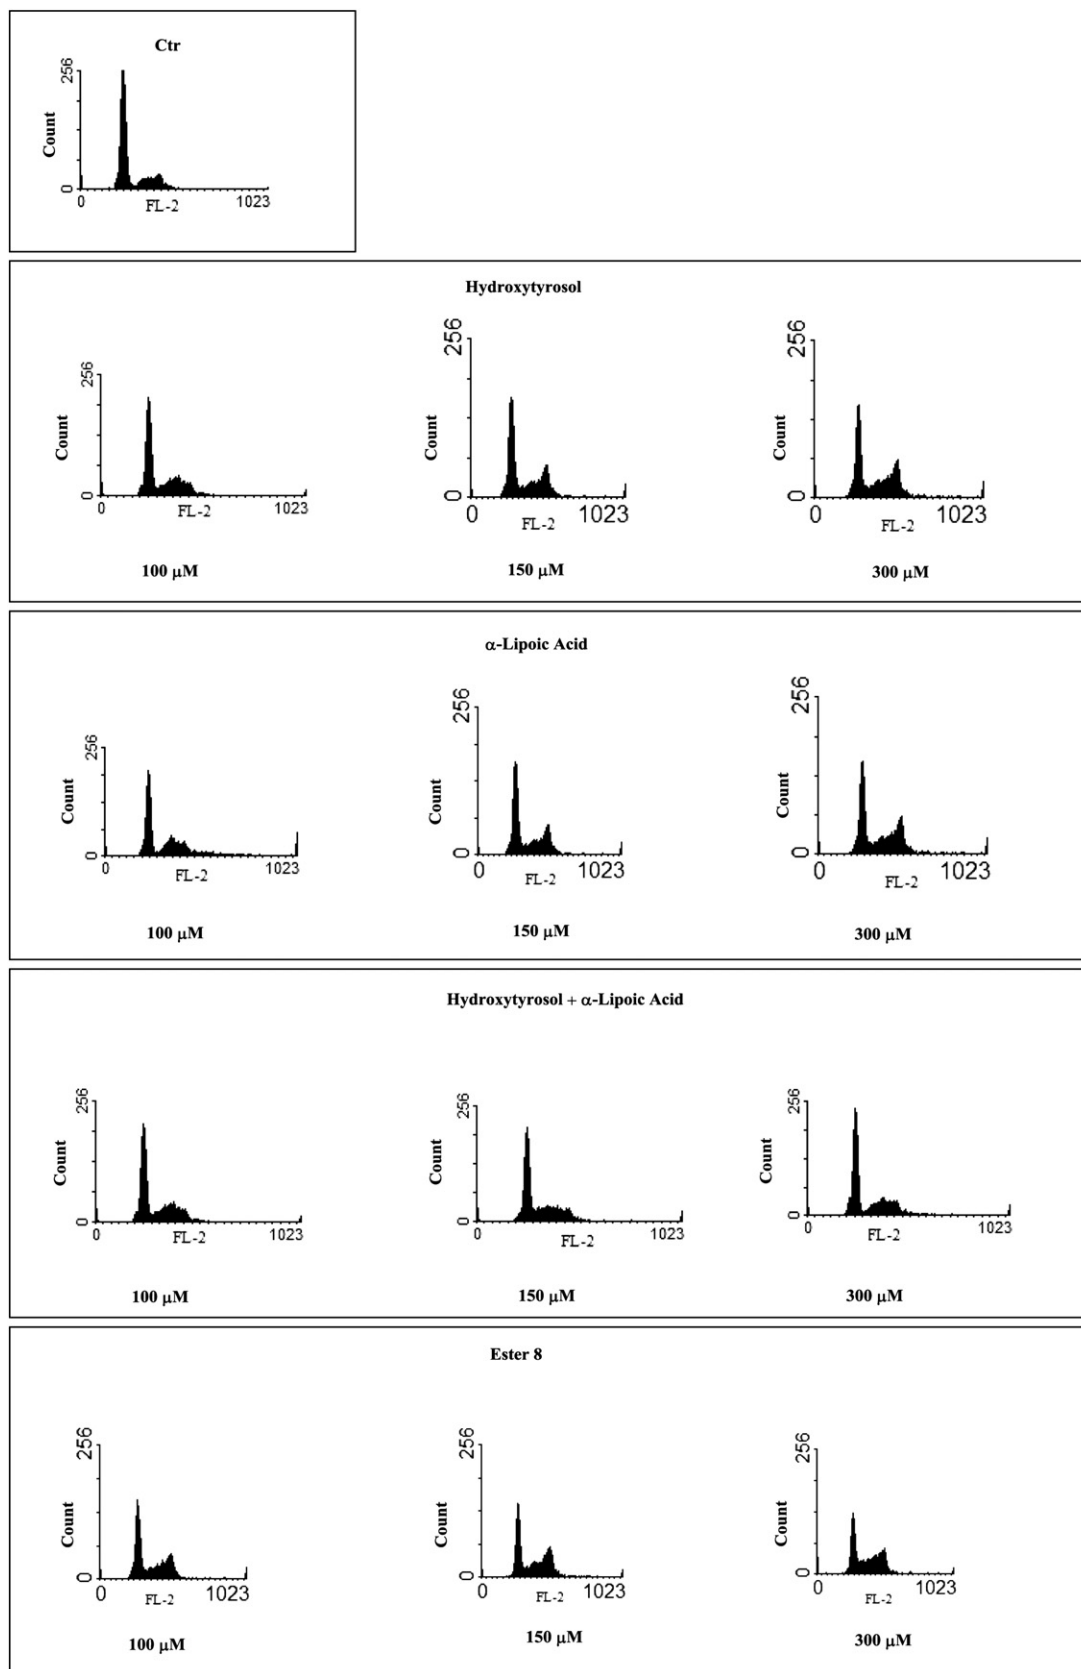 Ctr
256
Count
0
0 FL-2 1023
Hydroxytyrosol
256 256 256
Count Count Count
0 0 0
0 FL-2 1023 0 FL-2 1023 0 FL-2 1023
100 μM 150 μM 300 μM
α-Lipoic Acid
256 256 256
Count Count Count
0 0 0
0 FL-2 1023 0 FL-2 1023 0 FL-2 1023
100 μM 150 μM 300 μM
Hydroxytyrosol + α-Lipoic Acid
256 256 256
Count Count Count
0 0 0
0 FL-2 1023 0 FL-2 1023 0 FL-2 1023
100 μM 150 μM 300 μM
Ester 8
256 256 256
Count Count Count
0 0 0
0 FL-2 1023 0 FL-2 1023 0 FL-2 1023
100 μM 150 μM 300 μM